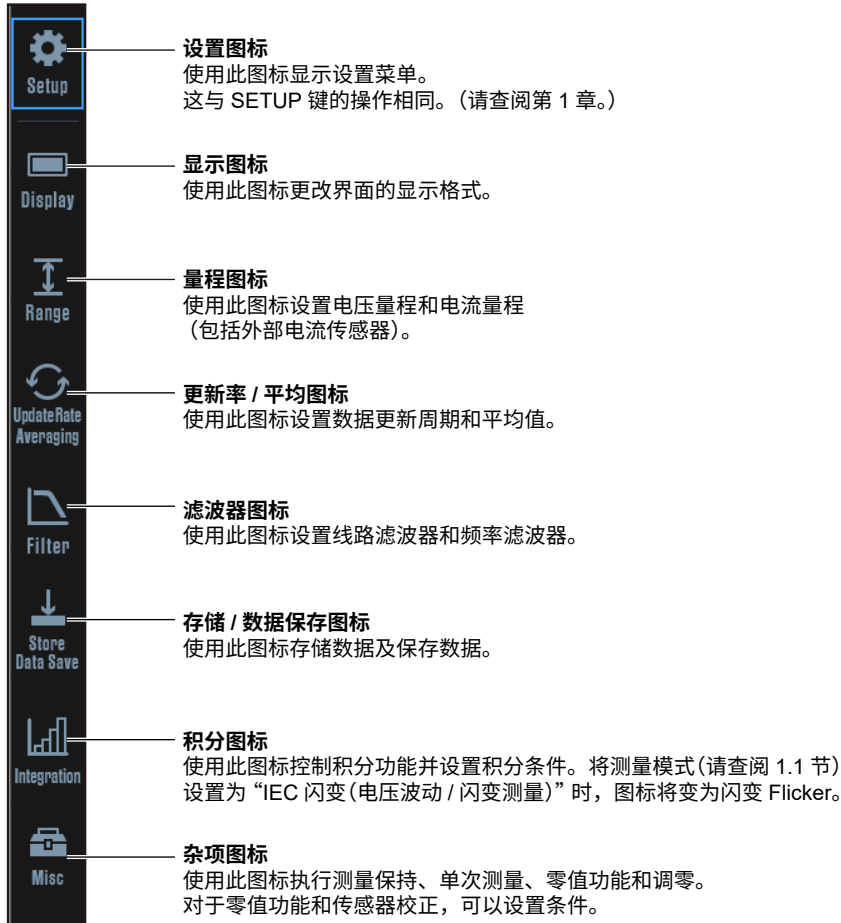 Setup
设置图标
使用此图标显示设置菜单。
这与 SETUP 键的操作相同。（请查阅第 1 章。）
Display
显示图标
使用此图标更改界面的显示格式。
Range
量程图标
使用此图标设置电压量程和电流量程
（包括外部电流传感器）。
UpdateRate
Averaging
更新率 / 平均图标
使用此图标设置数据更新周期和平均值。
Filter
滤波器图标
使用此图标设置线路滤波器和频率滤波器。
Store
Data Save
存储 / 数据保存图标
使用此图标存储数据及保存数据。
Integration
积分图标
使用此图标控制积分功能并设置积分条件。将测量模式（请查阅 1.1 节）
设置为 “IEC 闪变（电压波动 / 闪变测量）” 时，图标将变为闪变 Flicker。
Misc
杂项图标
使用此图标执行测量保持、单次测量、零值功能和调零。
对于零值功能和传感器校正，可以设置条件。